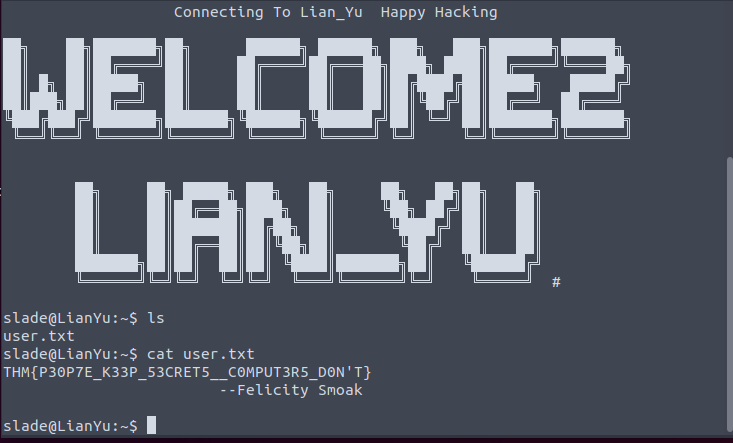 Connecting To Lian_Yu  Happy Hacking
WELCOME2
LIAN_YU #
slade@LianYu:~$ ls
user.txt
slade@LianYu:~$ cat user.txt
THM{P30P7E_K33P_53CRET5__C0MPUT3R5_D0N'T}
--Felicity Smoak
slade@LianYu:~$